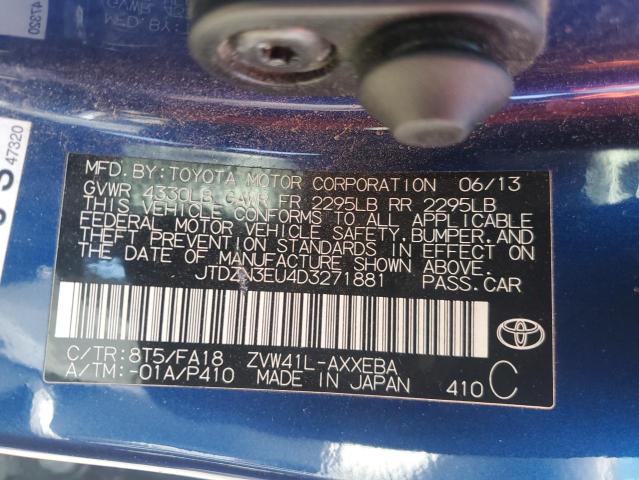 47320
MFD. BY: TOYOTA MOTOR CORPORATION 06/13
GVWR 4330LB GAWR FR 2295LB RR 2295LB
THIS VEHICLE CONFORMS TO ALL APPLICABLE
FEDERAL MOTOR VEHICLE SAFETY, BUMPER, AND
THEFT PREVENTION STANDARDS IN EFFECT ON
THE DATE OF MANUFACTURE SHOWN ABOVE.
JTDZN3EU4D3271881 PASS.CAR
C/TR:8T5/FA18 ZVW41L-AXXEBA
A/TM:-01A/P410 MADE IN JAPAN 410 C
TOYOTA